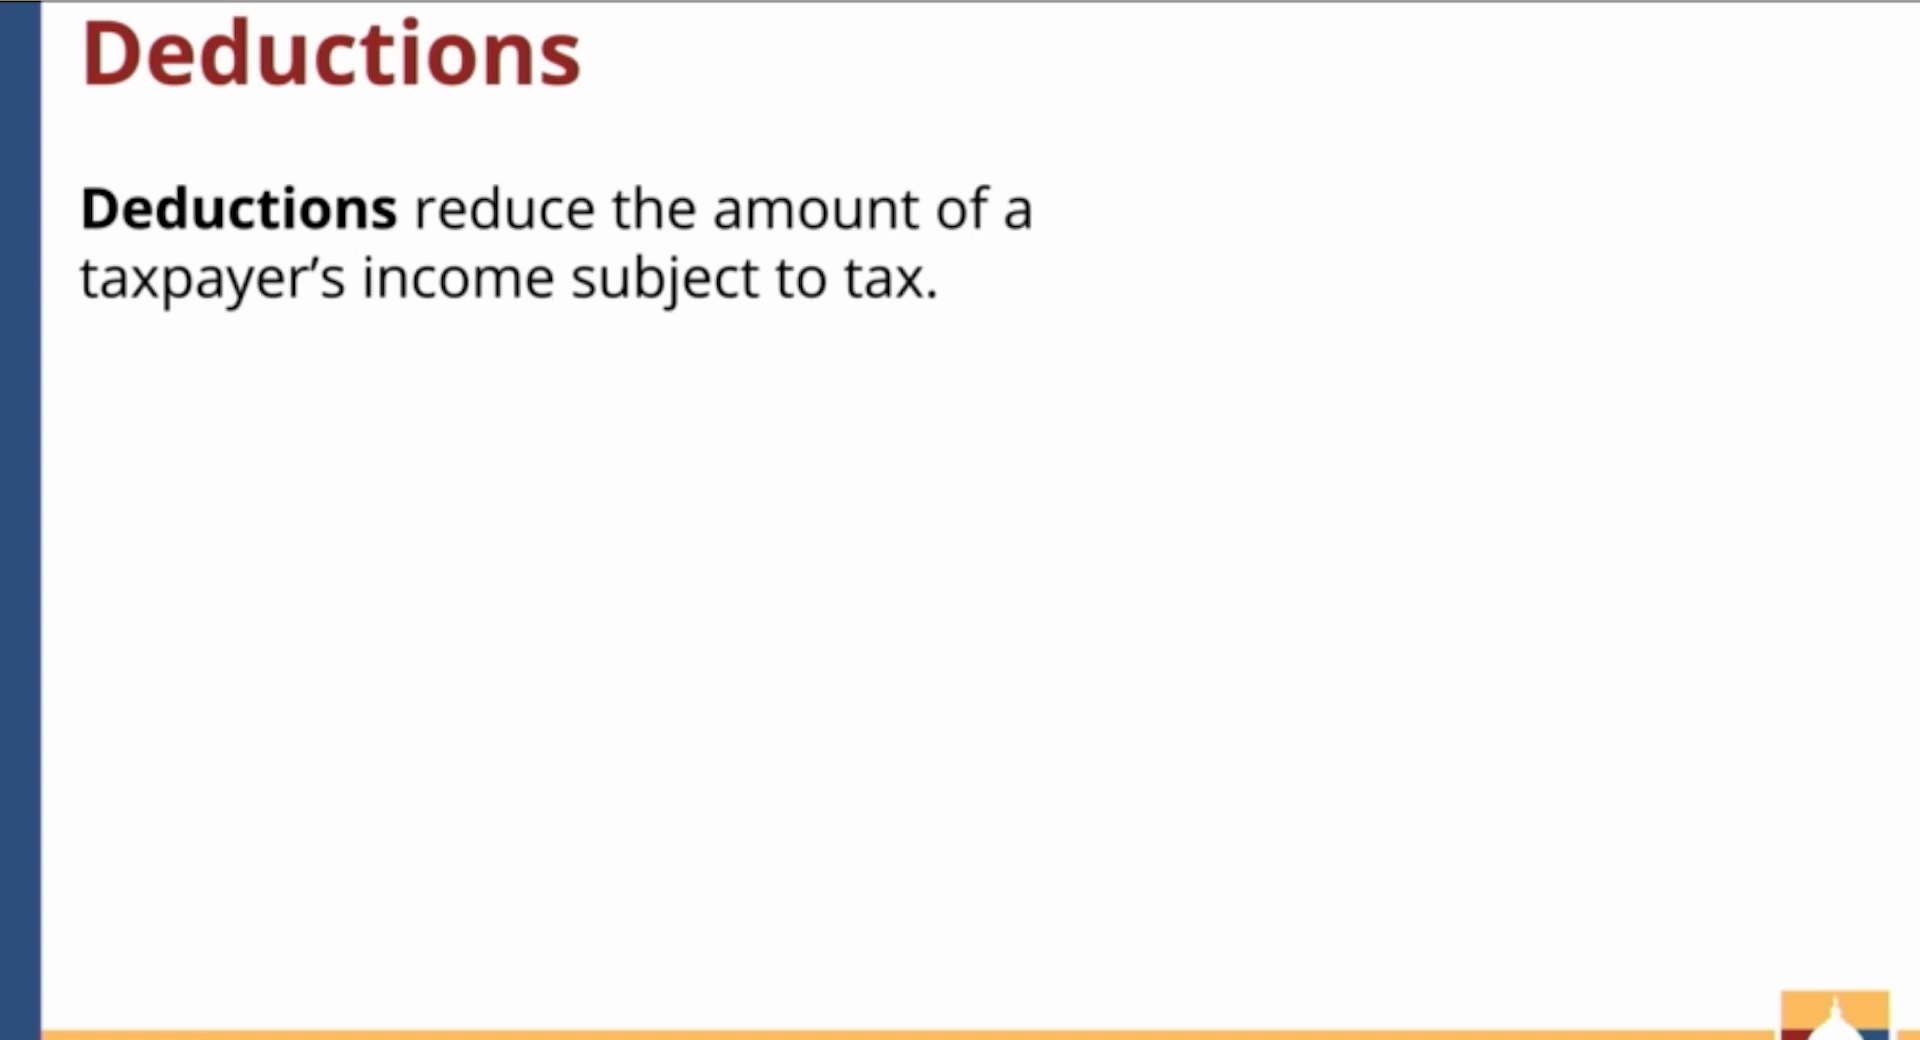 Deductions
Deductions reduce the amount of a
taxpayer’s income subject to tax.